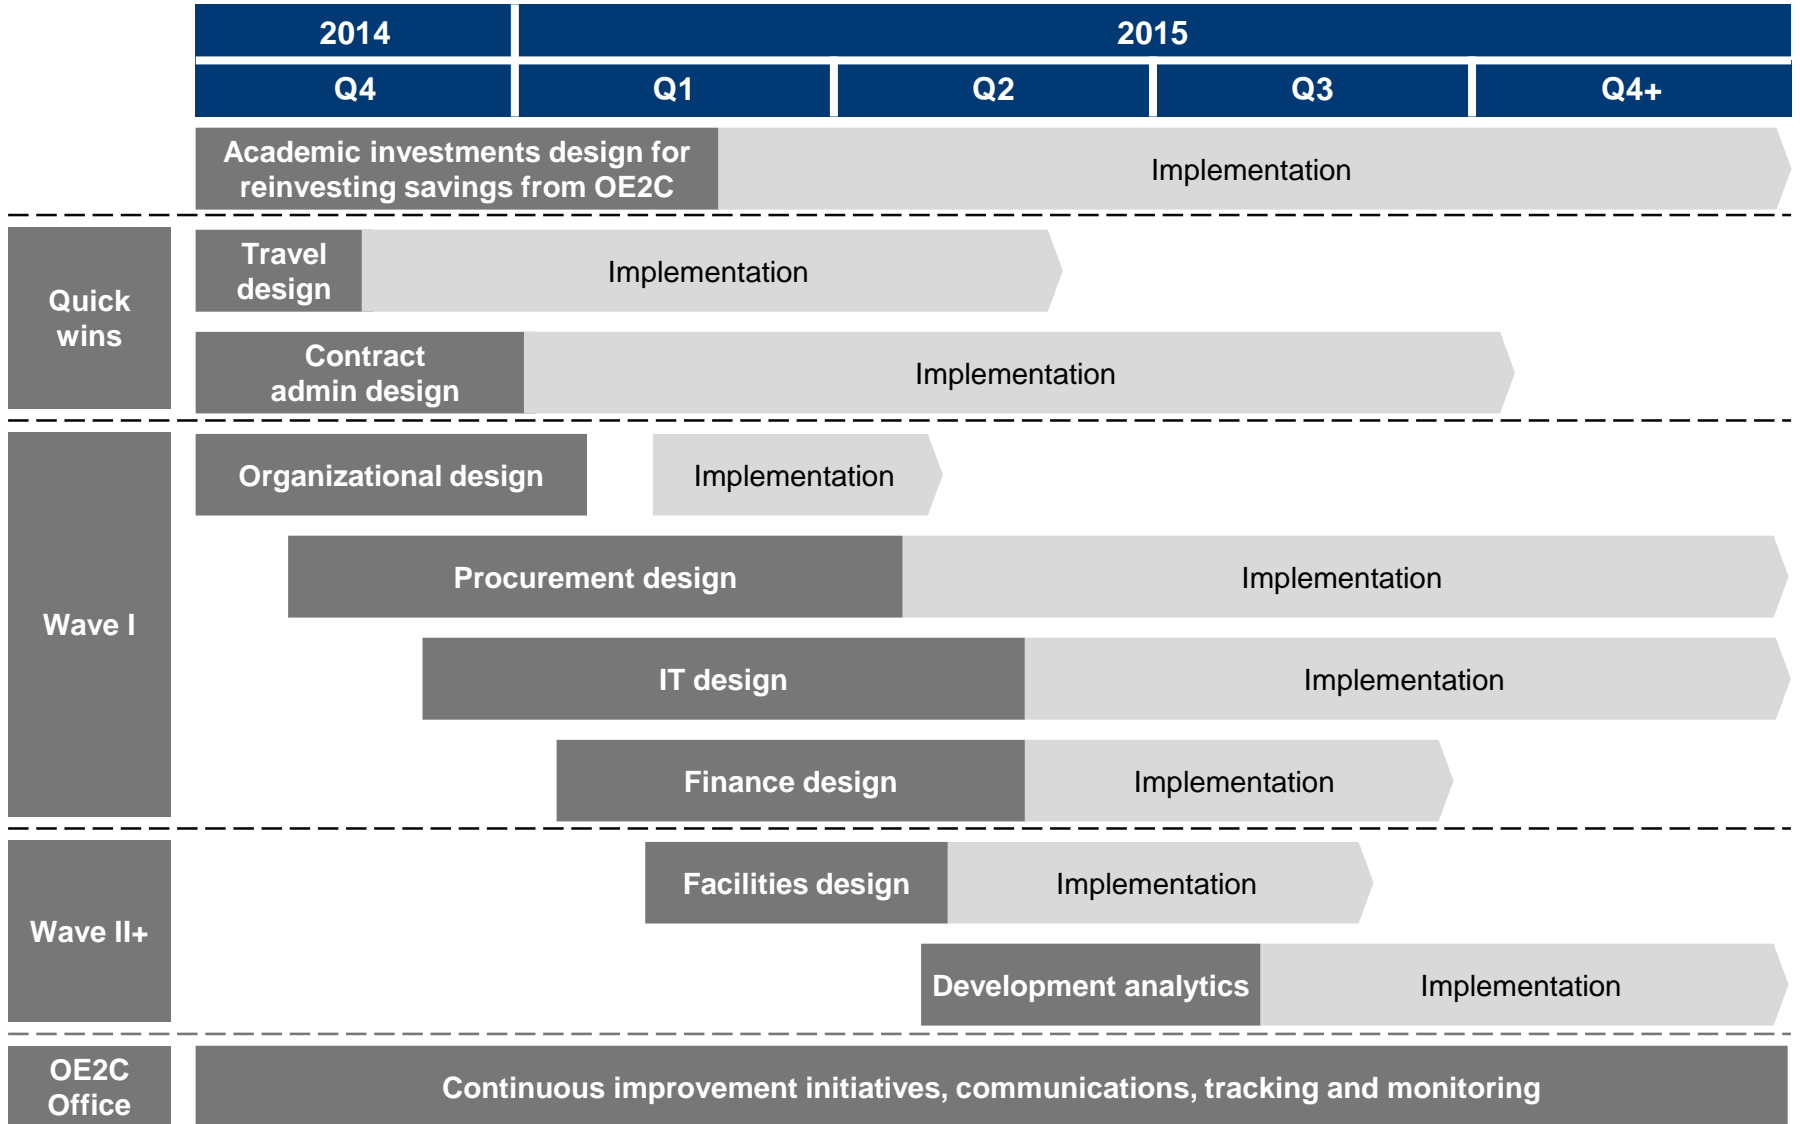 2014
2015
Q4
Q1
Q2
Q3
Q4+
Academic investments design for
reinvesting savings from OE2C
Implementation
Quick
wins
Travel
design
Implementation
Contract
admin design
Implementation
Wave I
Organizational design
Implementation
Procurement design
Implementation
IT design
Implementation
Finance design
Implementation
Wave II+
Facilities design
Implementation
Development analytics
Implementation
OE2C
Office
Continuous improvement initiatives, communications, tracking and monitoring